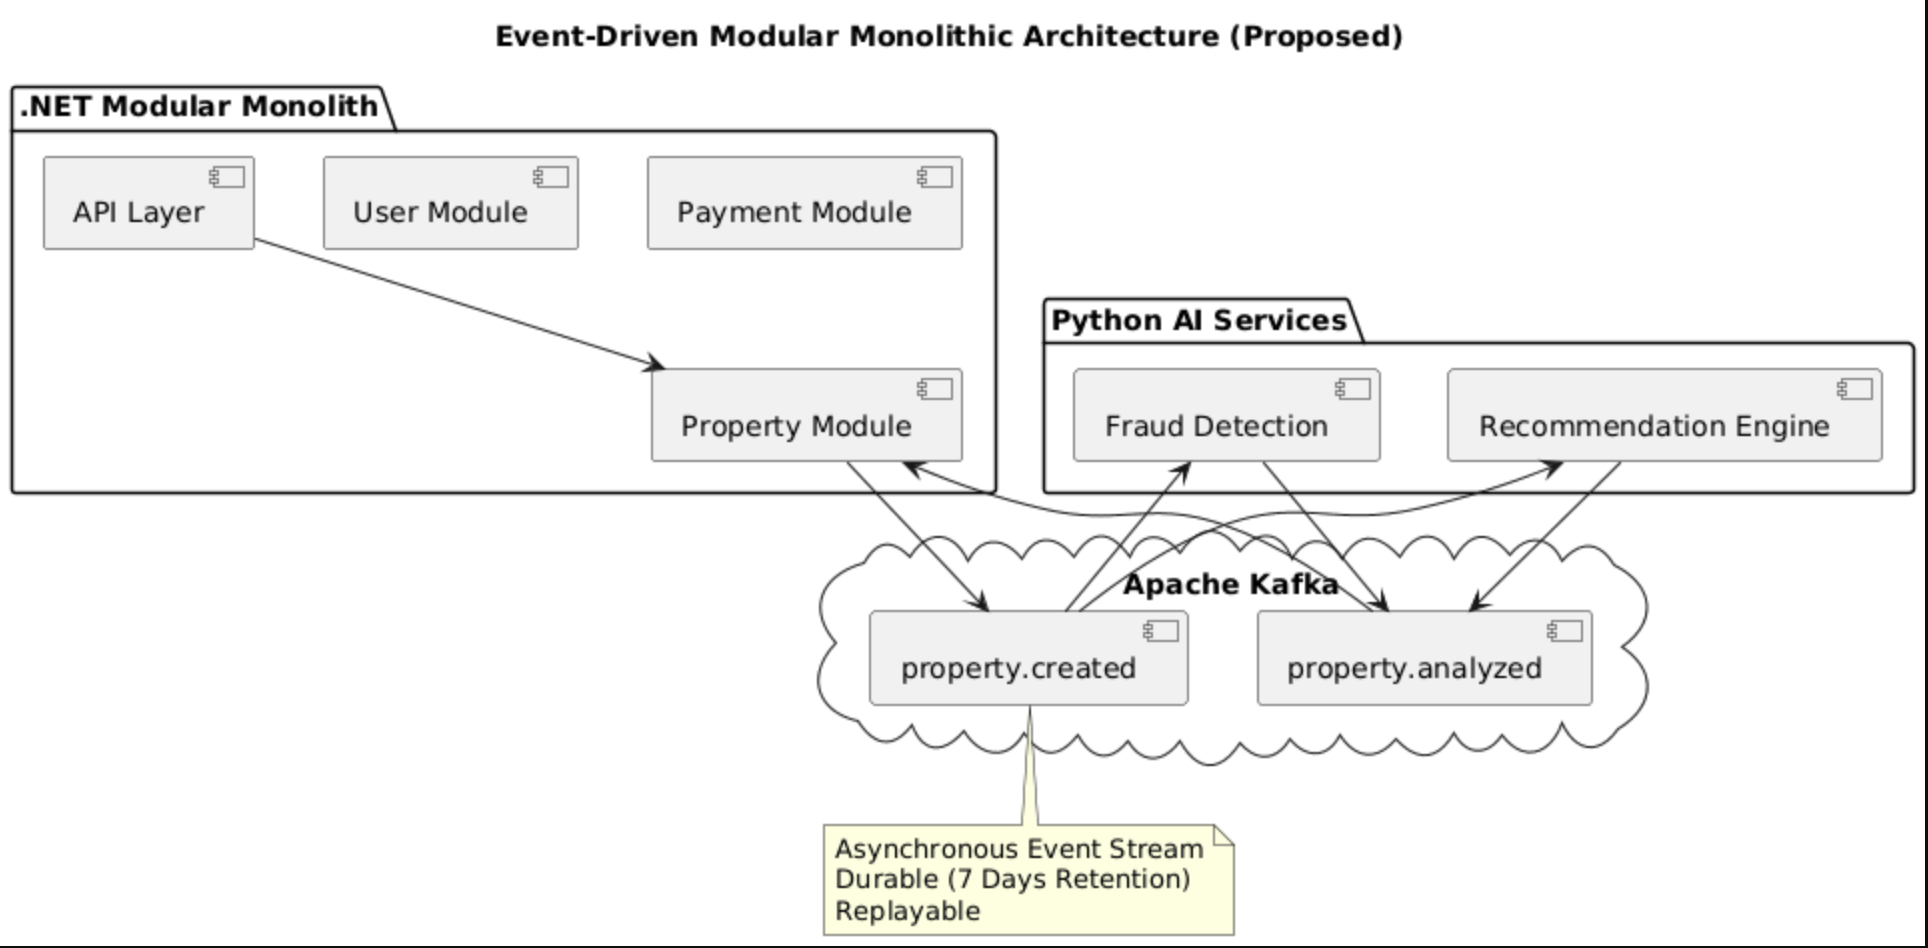 Event-Driven Modular Monolithic Architecture (Proposed)
.NET Modular Monolith
API Layer
User Module
Payment Module
Property Module
Python AI Services
Fraud Detection
Recommendation Engine
Apache Kafka
property.created
property.analyzed
Asynchronous Event Stream
Durable (7 Days Retention)
Replayable